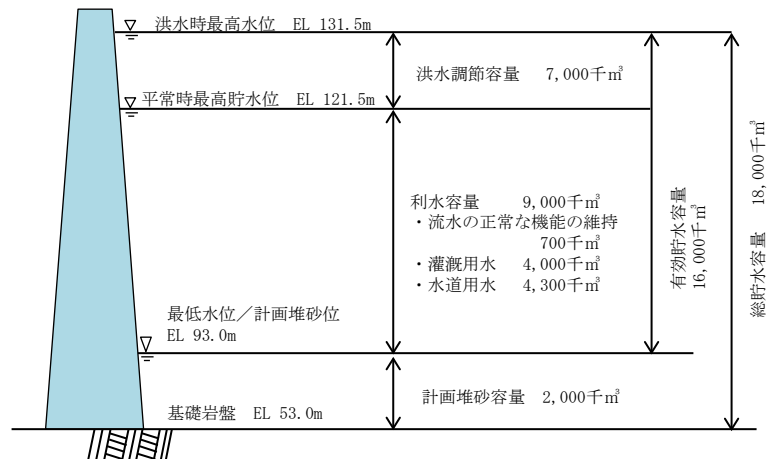 洪水時最高水位　EL 131.5m
洪水調節容量　7,000千㎥
平常時最高貯水位　EL 121.5m
利水容量　9,000千㎥
・流水の正常な機能の維持
700千㎥
・灌漑用水　4,000千㎥
・水道用水　4,300千㎥
有効貯水容量
16,000千㎥
総貯水容量　18,000千㎥
最低水位／計画堆砂位
EL 93.0m
計画堆砂容量　2,000千㎥
基礎岩盤　EL 53.0m